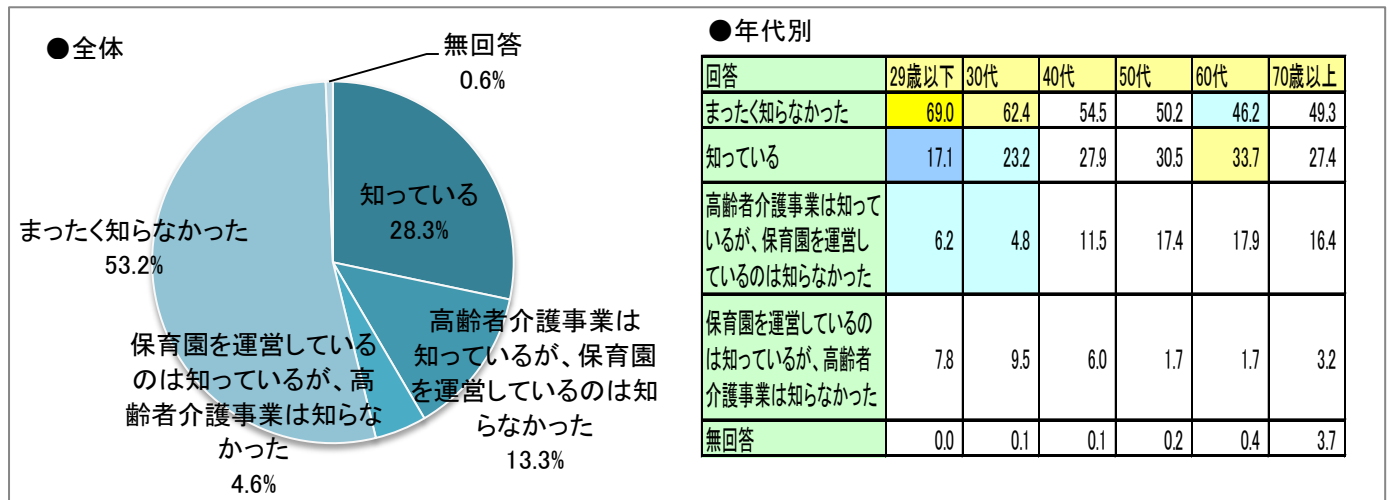 ●全体
無回答
0.6%
知っている
28.3%
まったく知らなかった
53.2%
高齢者介護事業は
知っているが、保育園
を運営しているのは知
らなかった
13.3%
保育園を運営している
のは知っているが、高
齢者介護事業は知らな
かった
4.6%
●年代別
回答 29歳以下 30代 40代 50代 60代 70歳以上
まったく知らなかった 69.0 62.4 54.5 50.2 46.2 49.3
知っている 17.1 23.2 27.9 30.5 33.7 27.4
高齢者介護事業は知って
いるが、保育園を運営し
ているのは知らなかった 6.2 4.8 11.5 17.4 17.9 16.4
保育園を運営しているの
は知っているが、高齢者
介護事業は知らなかった 7.8 9.5 6.0 1.7 1.7 3.2
無回答 0.0 0.1 0.1 0.2 0.4 3.7